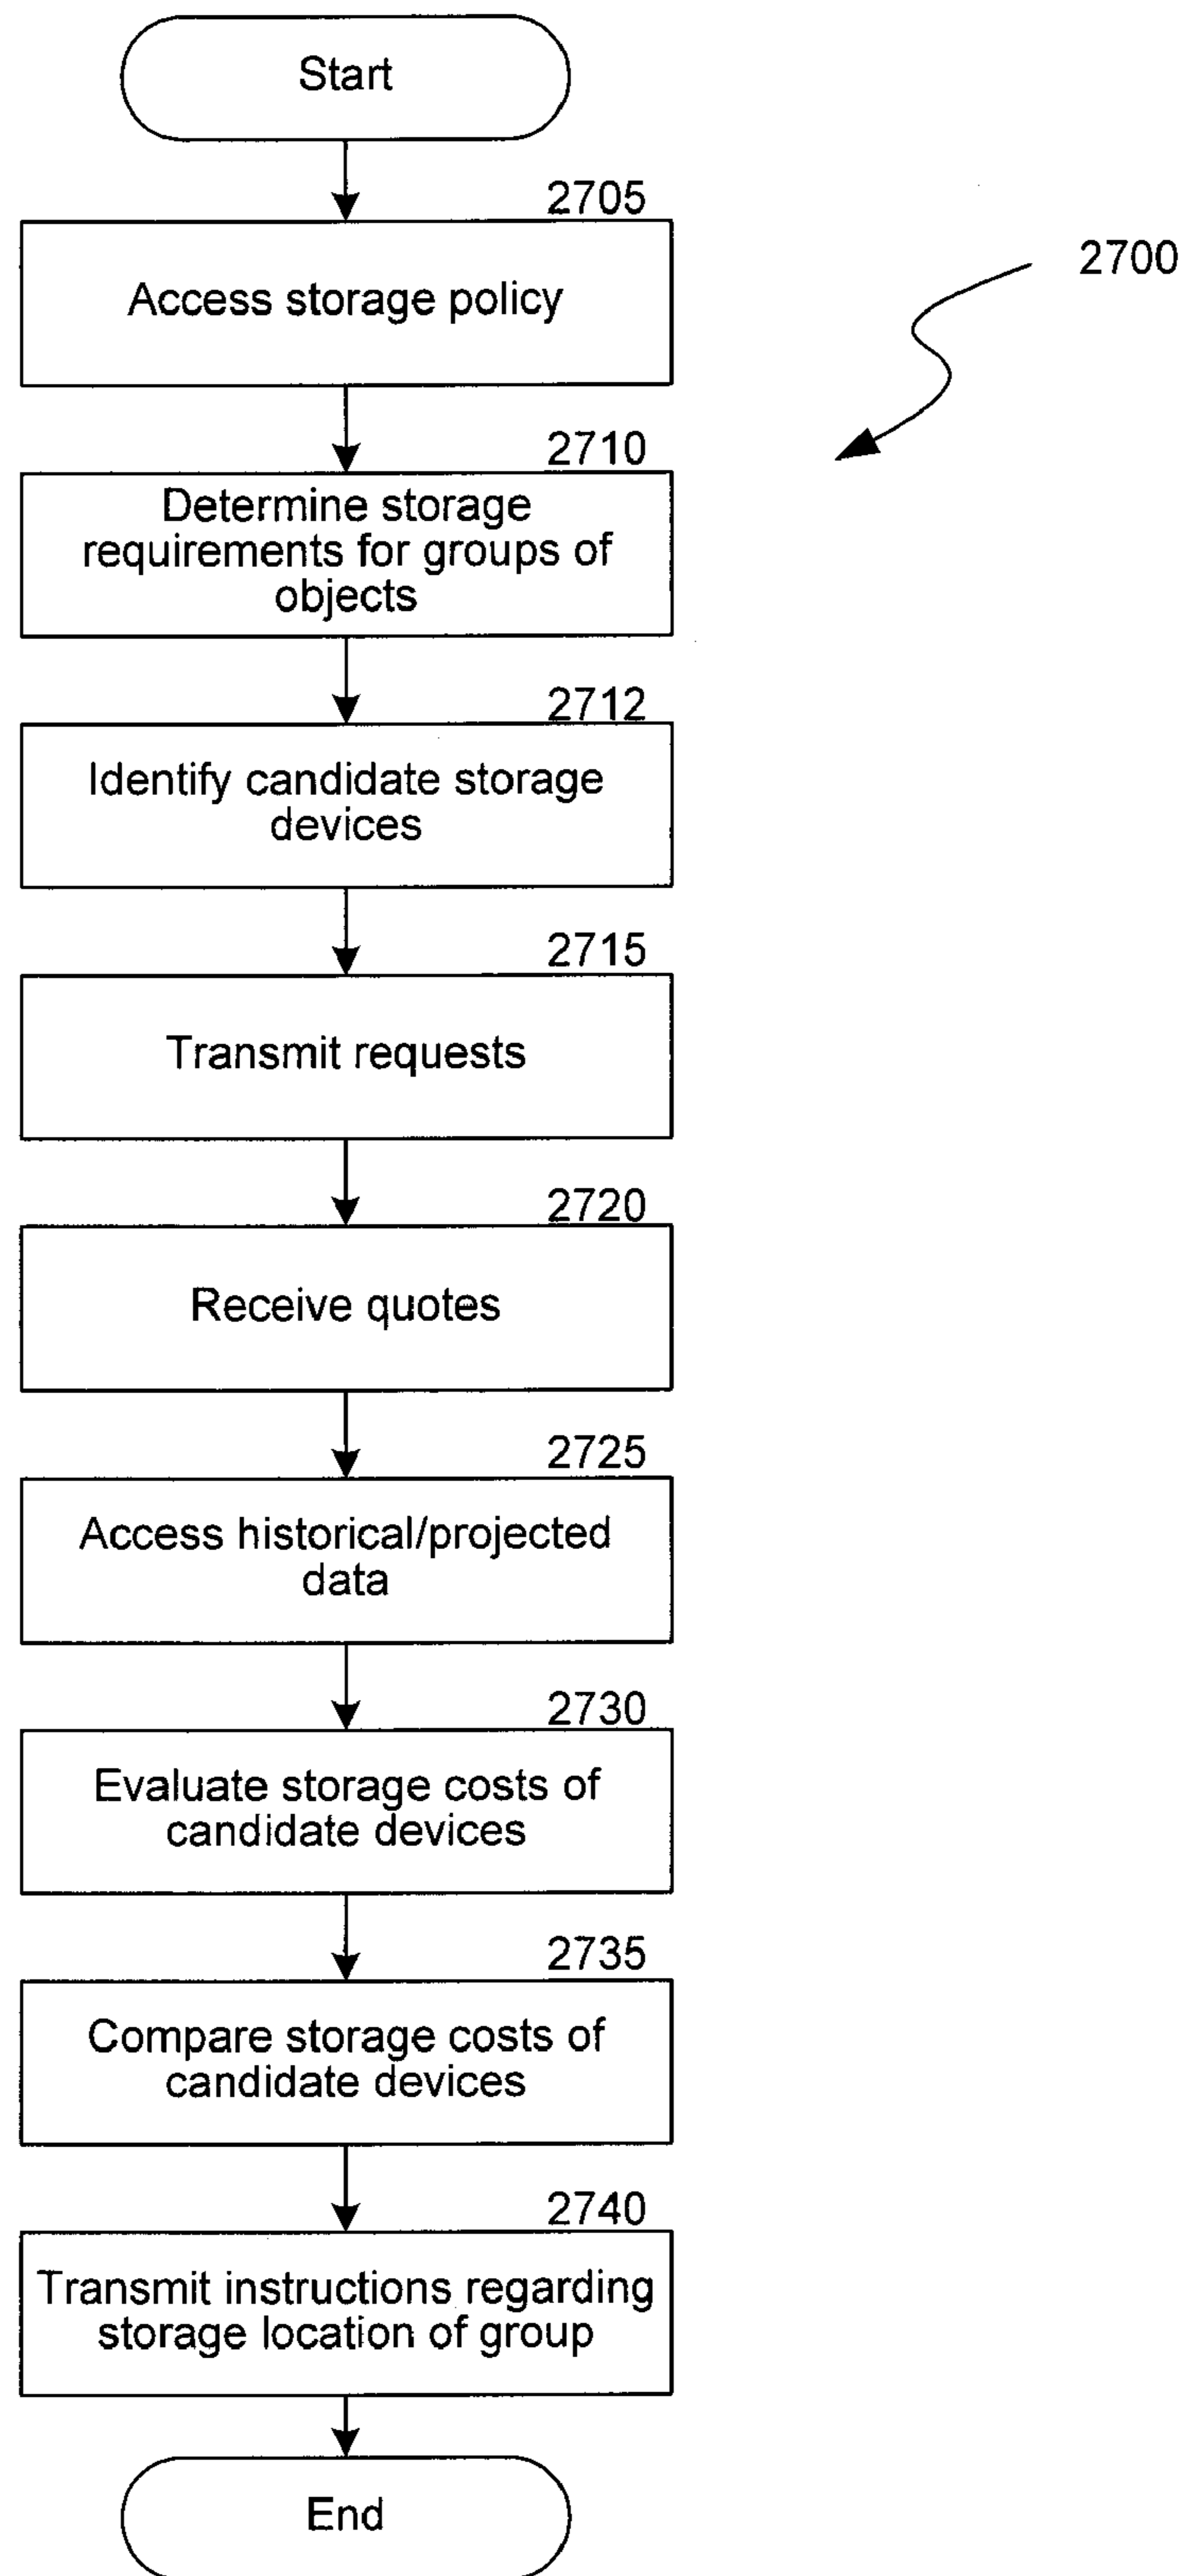 Start
2705
Access storage policy
2700
2710
Determine storage
requirements for groups of
objects
2712
Identify candidate storage
devices
2715
Transmit requests
2720
Receive quotes
2725
Access historical/projected
data
2730
Evaluate storage costs of
candidate devices
2735
Compare storage costs of
candidate devices
2740
Transmit instructions regarding
storage location of group
End